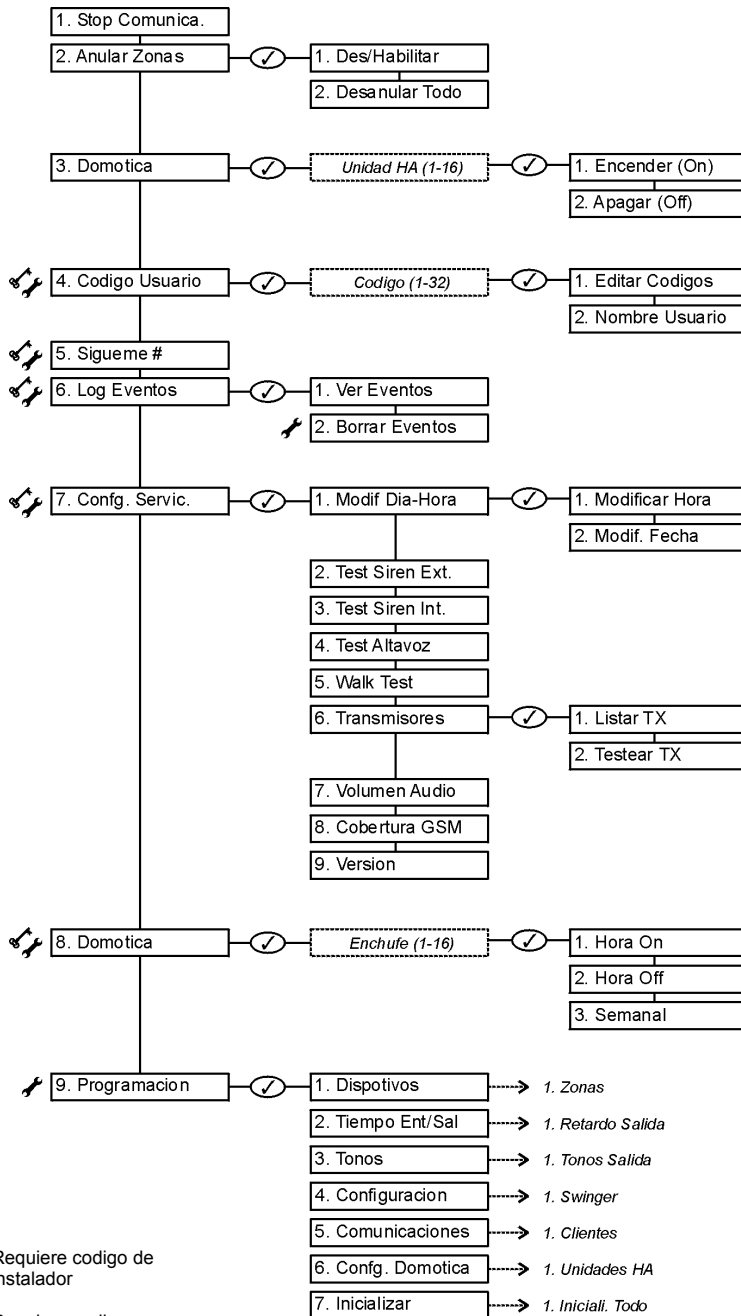 1. Stop Comunica.
2. Anular Zonas
1. Des/Habilitar
2. Desanular Todo
3. Domotica
Unidad HA (1-16)
1. Encender (On)
2. Apagar (Off)
4. Codigo Usuario
Codigo (1-32)
1. Editar Codigos
2. Nombre Usuario
5. Sigueme #
6. Log Eventos
1. Ver Eventos
2. Borrar Eventos
7. Confg. Servic.
1. Modif Dia-Hora
1. Modificar Hora
2. Modif. Fecha
2. Test Siren Ext.
3. Test Siren Int.
4. Test Altavoz
5. Walk Test
6. Transmisores
1. Listar TX
2. Testear TX
7. Volumen Audio
8. Cobertura GSM
9. Version
8. Domotica
Enchufe (1-16)
1. Hora On
2. Hora Off
3. Semanal
9. Programacion
1. Dispotivos
1. Zonas
2. Tiempo Ent/Sal
1. Retardo Salida
3. Tonos
1. Tonos Salida
4. Configuracion
1. Swinger
5. Comunicaciones
1. Clientes
6. Confg. Domotica
1. Unidades HA
7. Inicializar
1. Iniciali. Todo
Requiere codigo de